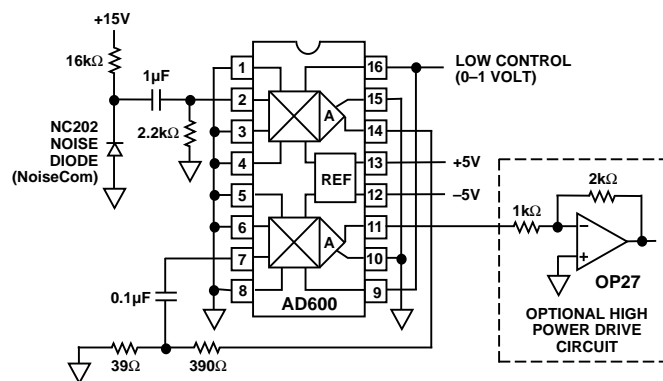 +15V
16kΩ
1µF
NC202
NOISE
DIODE
(NoiseCom)
2.2kΩ
1
2
3
4
5
6
7
8
A
REF
A
AD600
16
15
14
13
12
11
10
9
LOW CONTROL
(0–1 VOLT)
+5V
–5V
0.1µF
39Ω
390Ω
1kΩ
2kΩ
–
+
OP27
OPTIONAL HIGH
POWER DRIVE
CIRCUIT